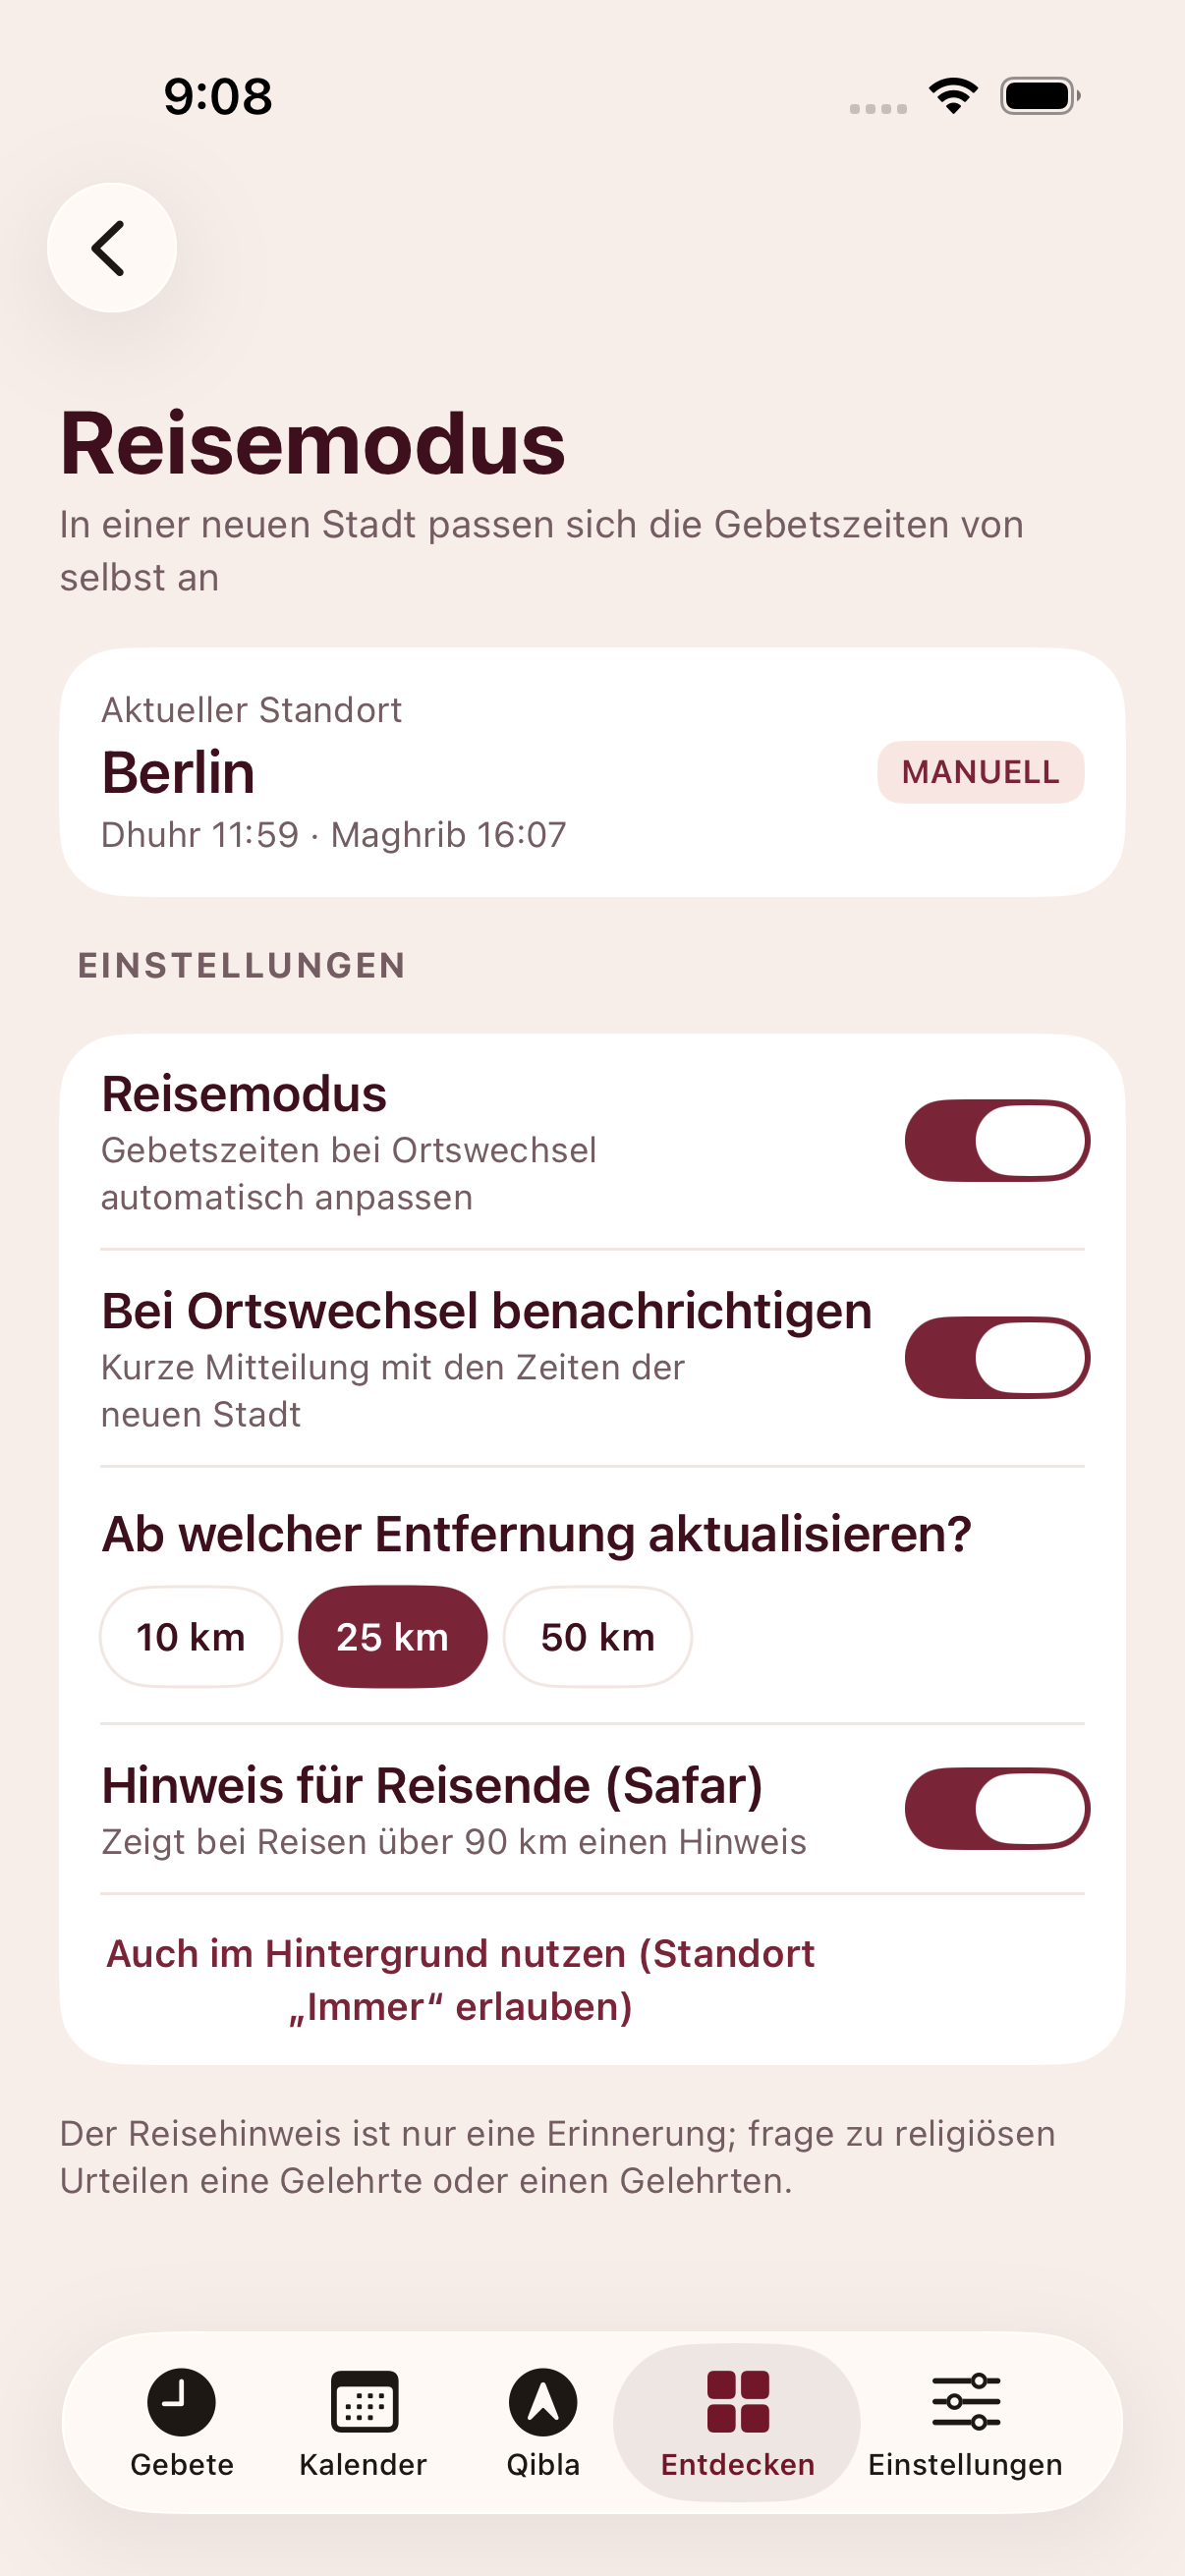 9:08
Reisemodus
In einer neuen Stadt passen sich die Gebetszeiten von
selbst an
Aktueller Standort
Berlin
MANUELL
Dhuhr 11:59 · Maghrib 16:07
EINSTELLUNGEN
Reisemodus
Gebetszeiten bei Ortswechsel
automatisch anpassen
Bei Ortswechsel benachrichtigen
Kurze Mitteilung mit den Zeiten der
neuen Stadt
Ab welcher Entfernung aktualisieren?
10 km 25 km 50 km
Hinweis für Reisende (Safar)
Zeigt bei Reisen über 90 km einen Hinweis
Auch im Hintergrund nutzen (Standort
„Immer“ erlauben)
Der Reisehinweis ist nur eine Erinnerung; frage zu religiösen
Urteilen eine Gelehrte oder einen Gelehrten.
Gebete Kalender Qibla Entdecken Einstellungen